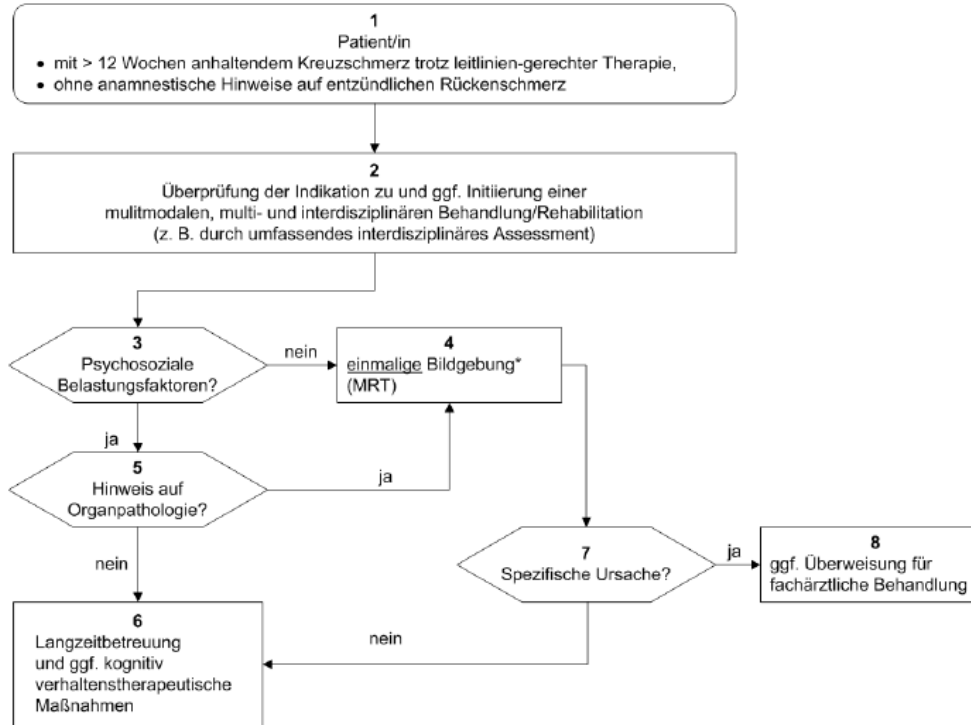 1
Patient/in
• mit > 12 Wochen anhaltendem Kreuzschmerz trotz leitlinien-gerechter Therapie,
• ohne anamnestische Hinweise auf entzündlichen Rückenschmerz
2
Überprüfung der Indikation zu und ggf. Initiierung einer
mulitmodalen, multi- und interdisziplinären Behandlung/Rehabilitation
(z. B. durch umfassendes interdisziplinäres Assessment)
3
Psychosoziale
Belastungsfaktoren?
nein
4
einmalige Bildgebung*
(MRT)
ja
5
Hinweis auf
Organpathologie?
ja
nein
7
Spezifische Ursache?
ja
8
ggf. Überweisung für
fachärztliche Behandlung
nein
6
Langzeitbetreuung
und ggf. kognitiv
verhaltenstherapeutische
Maßnahmen